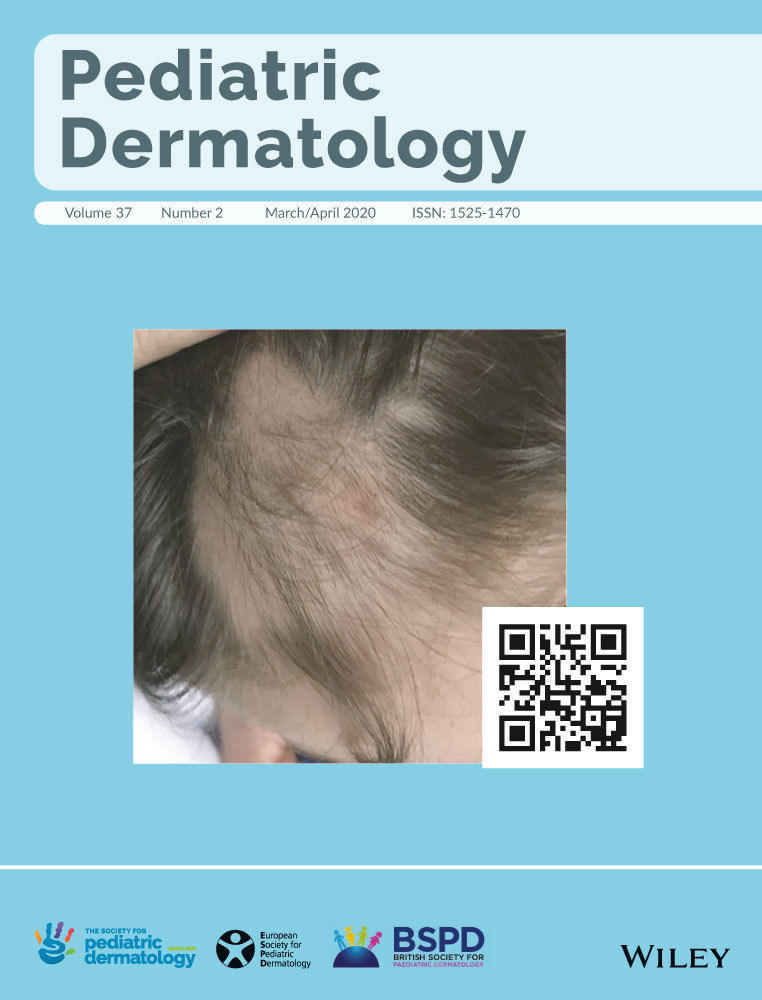 Pediatric
Dermatology
Volume 37 Number 2 March/April 2020 ISSN: 1525-1470
THE SOCIETY FOR
pediatric SINCE 1975
dermatology
European
Society for
Pediatric
Dermatology
BSPD
BRITISH SOCIETY FOR
PAEDIATRIC DERMATOLOGY
WILEY